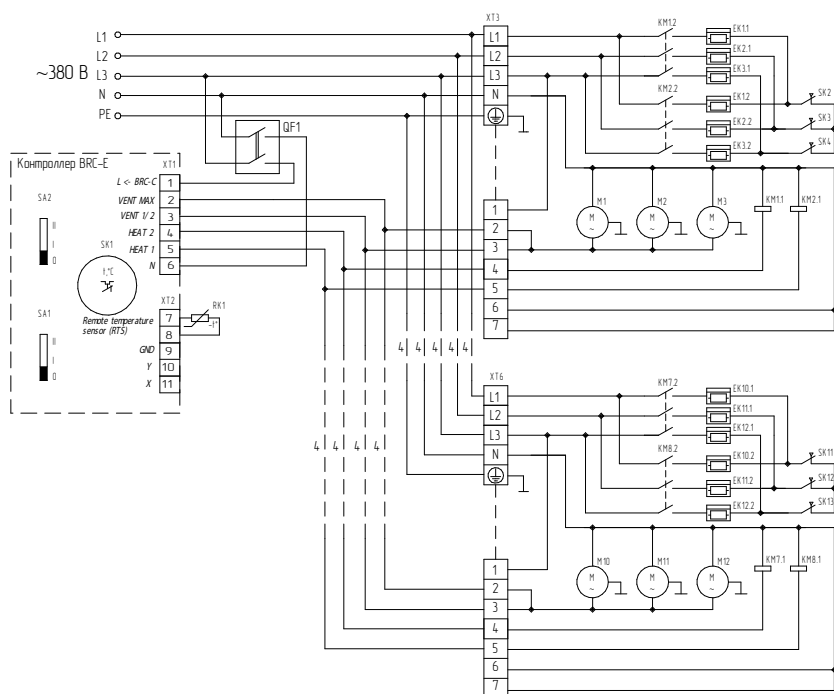 L1
L2
~380 В L3
N
PE
QF1
Контроллер BRC-E
XT1
L <- BRC-C 1
VENT MAX 2
VENT 1/2 3
HEAT 2 4
HEAT 1 5
N 6
SA2
II
I
0
SK1
t,°C
Remote temperature
sensor (RTS)
XT2
7
8
GND 9
Y 10
X 11
RK1
-t°
SA1
II
I
0
4 4 4 4 4
4 4 4 4
XT3
L1
L2
L3
N
1
2
3
4
5
6
7
KM1.2
EK1.1
EK2.1
EK3.1
KM2.2
EK1.2
EK2.2
EK3.2
SK2
SK3
SK4
M1
M
~
M2
M
~
M3
M
~
KM1.1
KM2.1
XT6
L1
L2
L3
N
1
2
3
4
5
6
7
KM7.2
EK10.1
EK11.1
EK12.1
KM8.2
EK10.2
EK11.2
EK12.2
SK11
SK12
SK13
M10
M
~
M11
M
~
M12
M
~
KM7.1
KM8.1